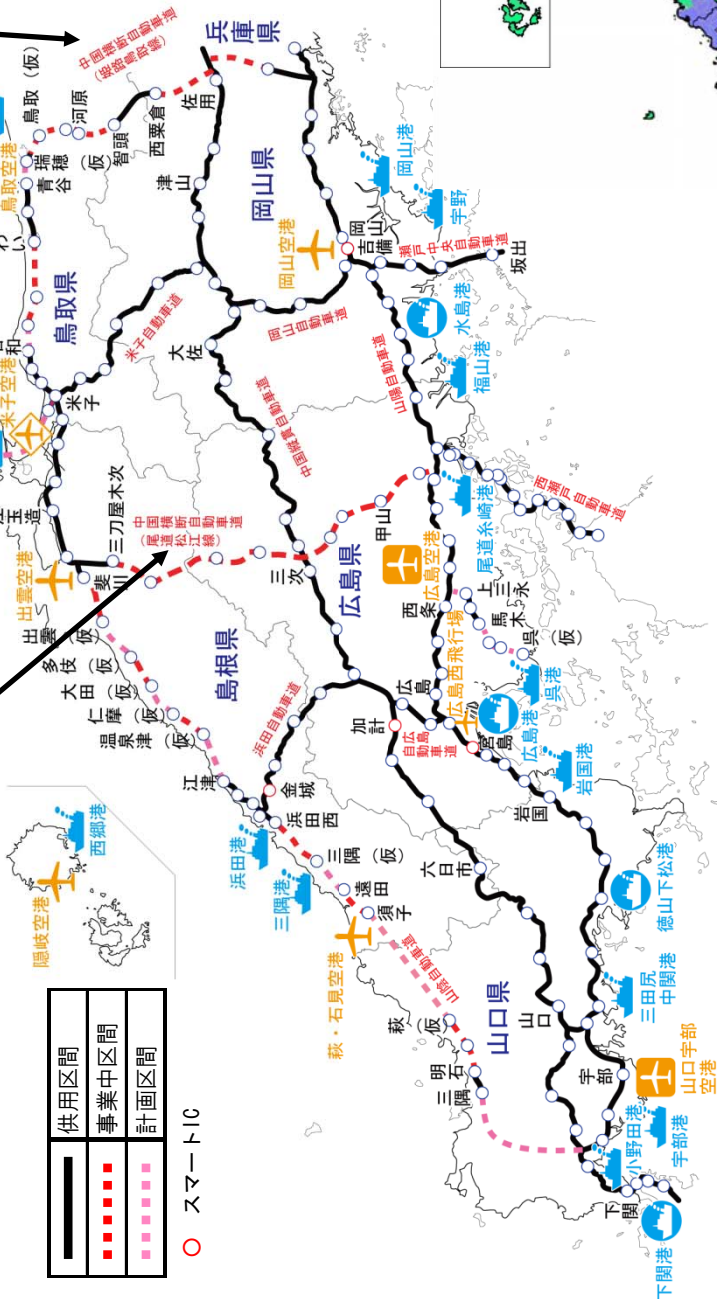 供用区間
事業中区間
計画区間
スマートIC
隠岐空港
西郷港
中国横断自動車道
(姫路鳥取線)
兵庫県
鳥取 (仮)
河原
鳥取空港
瑞穂 (仮)
青谷
智頭
西粟倉
佐用
津山
岡山県
岡山空港
岡山港
宇野
岡山
吉備
瀬戸中央自動車道
坂出
鳥取県
米子空港
米子
米子自動車道
大佐
岡山自動車道
水島港
福山港
山陽自動車道
中国縦貫自動車道
玉造
三刀屋木次
中国横断自動車道
(尾道松江線)
出雲空港
斐川
出雲 (仮)
多伎 (仮)
大田 (仮)
仁摩 (仮)
温泉津 (仮)
島根県
三次
甲山
尾道糸崎港
西瀬戸自動車道
広島県
広島空港
西条
上三永
馬木
呉 (仮)
呉港
広島西飛行場
広島
広島港
宮島
広島自動車道
加計
浜田自動車道
江津
金城
浜田西
浜田港
三隅 (仮)
三隅港
遠田
須子
萩・石見空港
山陰自動車道
萩 (仮)
明石
三隅
六日市
岩国
岩国港
徳山下松港
三田尻
中関港
山口県
山口
宇部
山口宇部
空港
宇部港
小野田港
下関
下関港